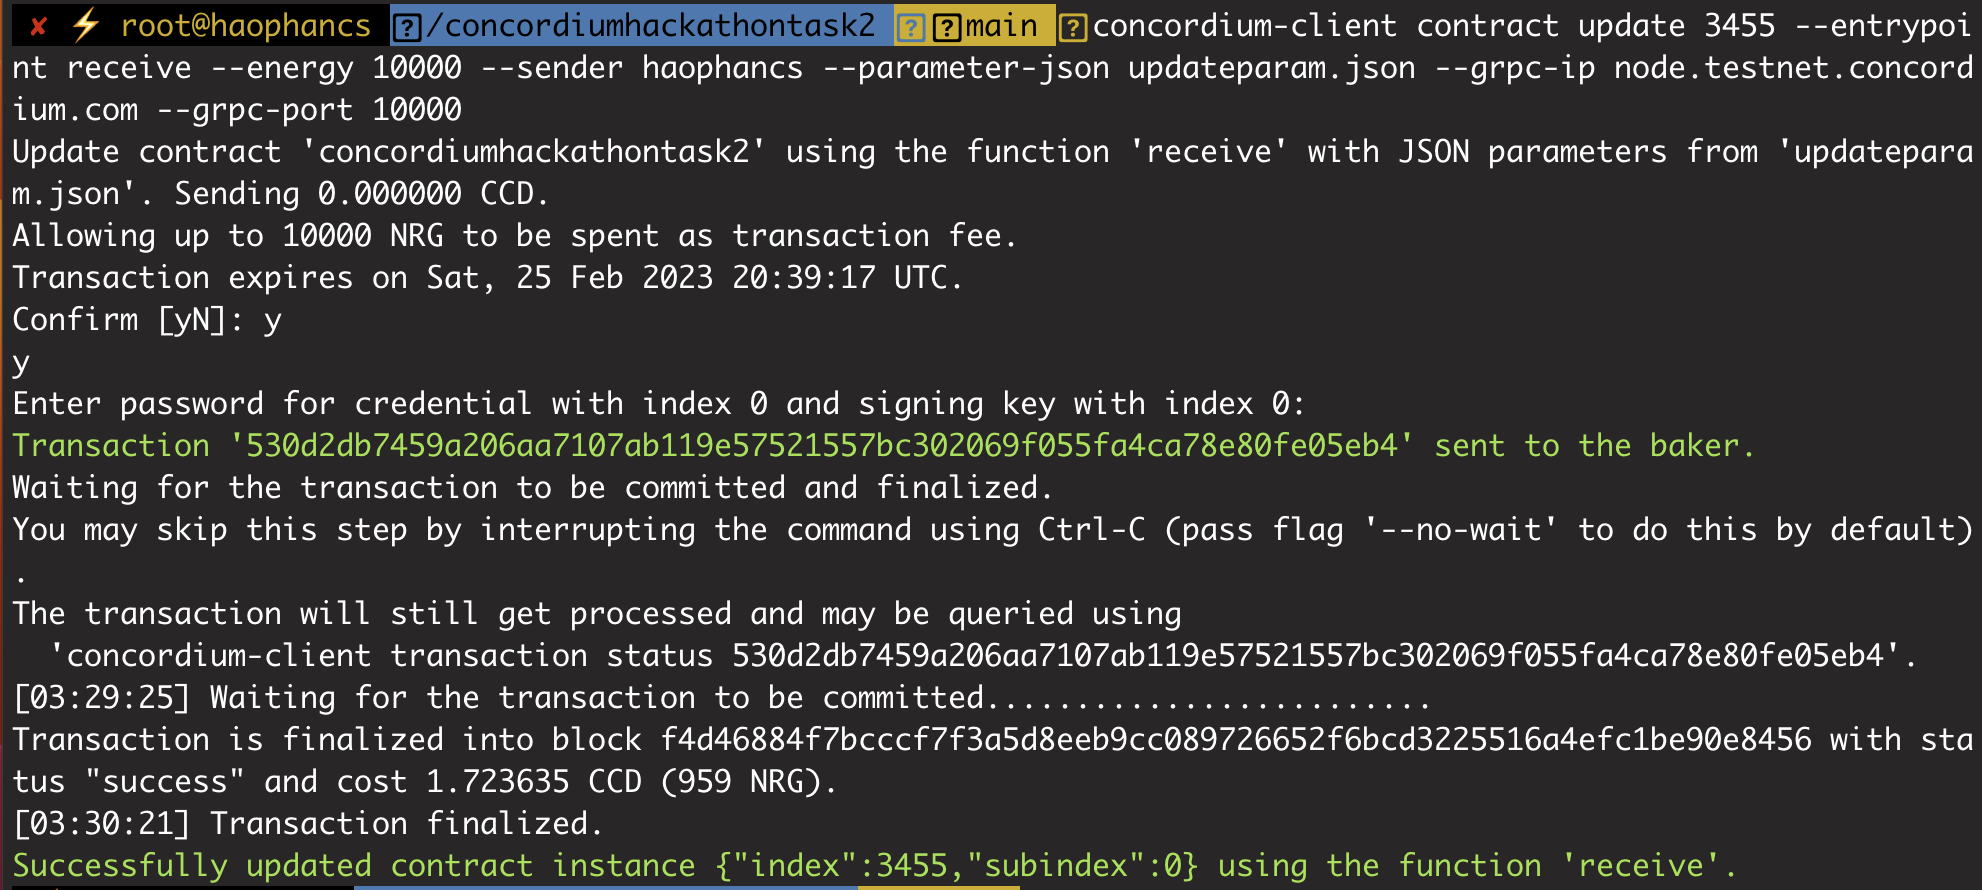 ✘ ⚡ root@haophancs /concordiumhackathontask2 main concordium-client contract update 3455 --entrypoi
nt receive --energy 10000 --sender haophancs --parameter-json updateparam.json --grpc-ip node.testnet.concord
ium.com --grpc-port 10000
Update contract 'concordiumhackathontask2' using the function 'receive' with JSON parameters from 'updatepara
m.json'. Sending 0.000000 CCD.
Allowing up to 10000 NRG to be spent as transaction fee.
Transaction expires on Sat, 25 Feb 2023 20:39:17 UTC.
Confirm [yN]: y
y
Enter password for credential with index 0 and signing key with index 0:
Transaction '530d2db7459a206aa7107ab119e57521557bc302069f055fa4ca78e80fe05eb4' sent to the baker.
Waiting for the transaction to be committed and finalized.
You may skip this step by interrupting the command using Ctrl-C (pass flag '--no-wait' to do this by default)
.
The transaction will still get processed and may be queried using
  'concordium-client transaction status 530d2db7459a206aa7107ab119e57521557bc302069f055fa4ca78e80fe05eb4'.
[03:29:25] Waiting for the transaction to be committed.........................
Transaction is finalized into block f4d46884f7bcccf7f3a5d8eeb9cc089726652f6bcd3225516a4efc1be90e8456 with sta
tus "success" and cost 1.723635 CCD (959 NRG).
[03:30:21] Transaction finalized.
Successfully updated contract instance {"index":3455,"subindex":0} using the function 'receive'.